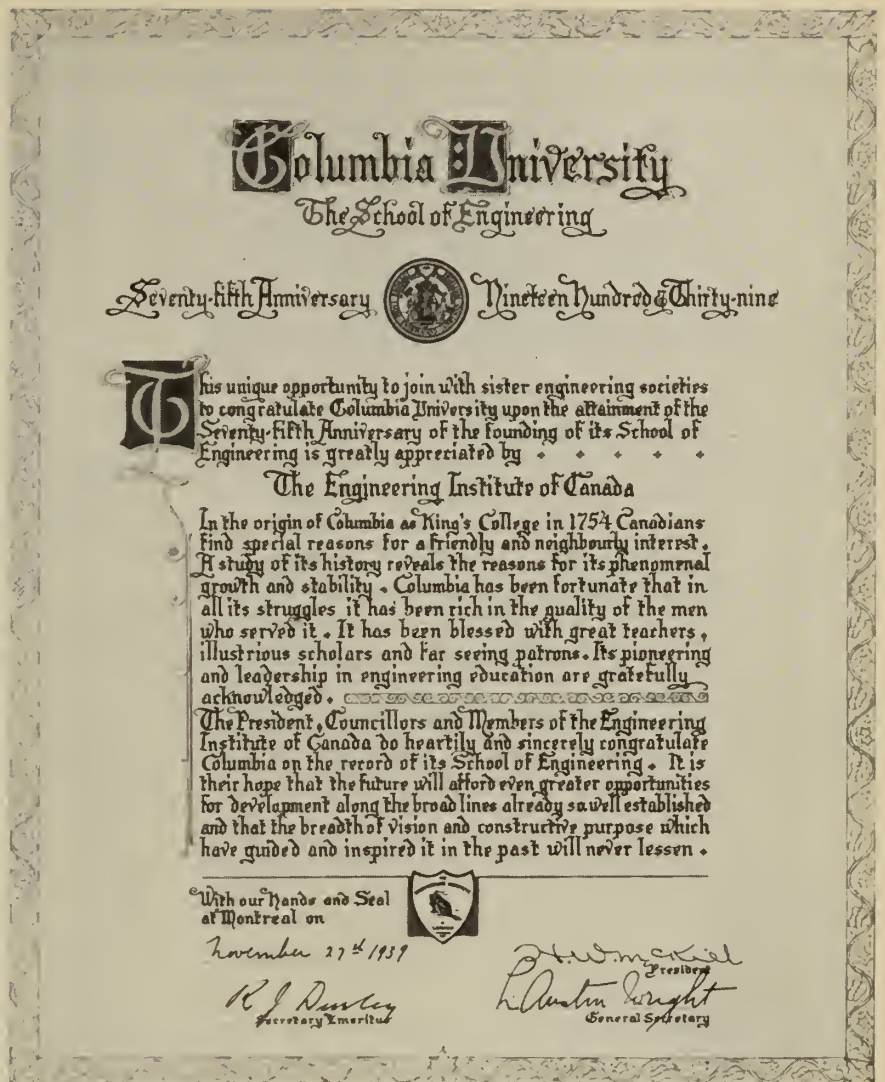 Columbia University
The School of Engineering
Seventy-fifth Anniversary Nineteen Hundred & Thirty-nine
This unique opportunity to join with sister engineering societies
to congratulate Columbia University upon the attainment of the
Seventy-fifth Anniversary of the founding of its School of
Engineering is greatly appreciated by
The Engineering Institute of Canada
In the origin of Columbia as King's College in 1754 Canadians
find special reasons for a friendly and neighbourly interest.
A study of its history reveals the reasons for its phenomenal
growth and stability. Columbia has been fortunate that in
all its struggles it has been rich in the quality of the men
who served it. It has been blessed with great teachers,
illustrious scholars and far seeing patrons. Its pioneering
and leadership in engineering education are gratefully
acknowledged.
The President, Councillors and Members of the Engineering
Institute of Canada do heartily and sincerely congratulate
Columbia on the record of its School of Engineering. It is
their hope that the future will afford even greater opportunities
for development along the broad lines already so well established
and that the breadth of vision and constructive purpose which
have guided and inspired it in the past will never lessen.
With our Hands and Seal
at Montreal on
November 27th 1939
H.W. McKiel
President
R J Durley
Secretary Emeritus
L. Austin Wright
General Secretary